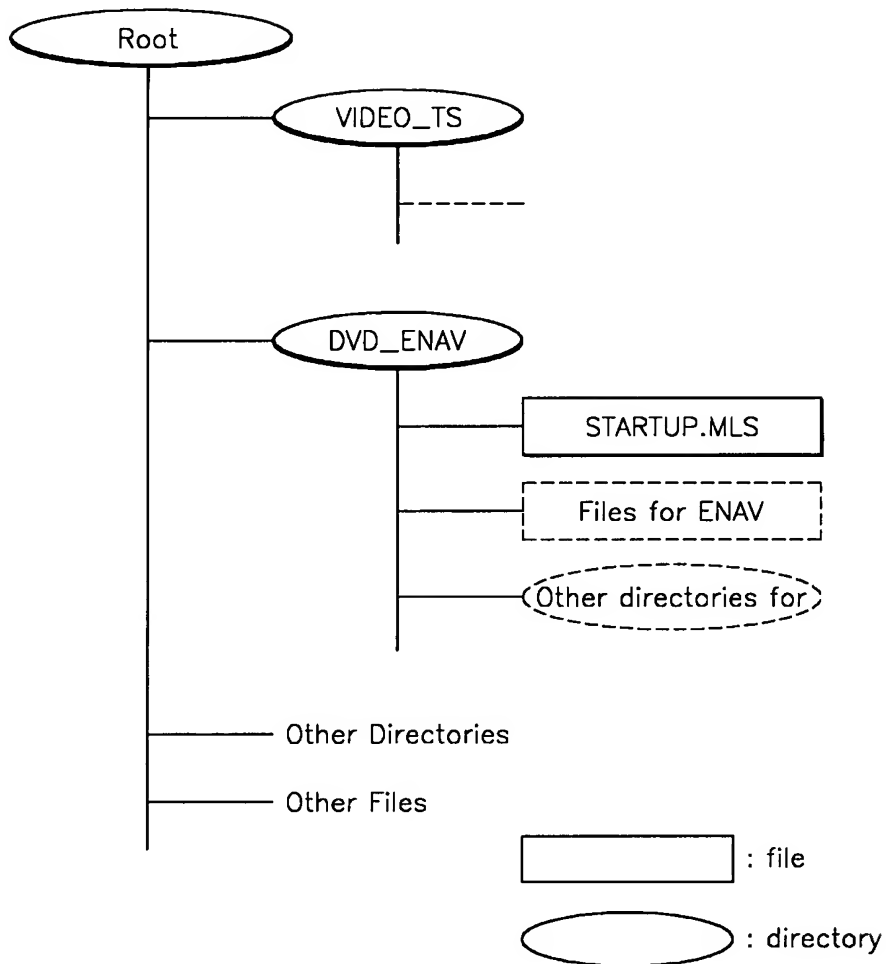 Root
VIDEO_TS
DVD_ENAV
STARTUP.MLS
Files for ENAV
Other directories for
Other Directories
Other Files
: file
: directory